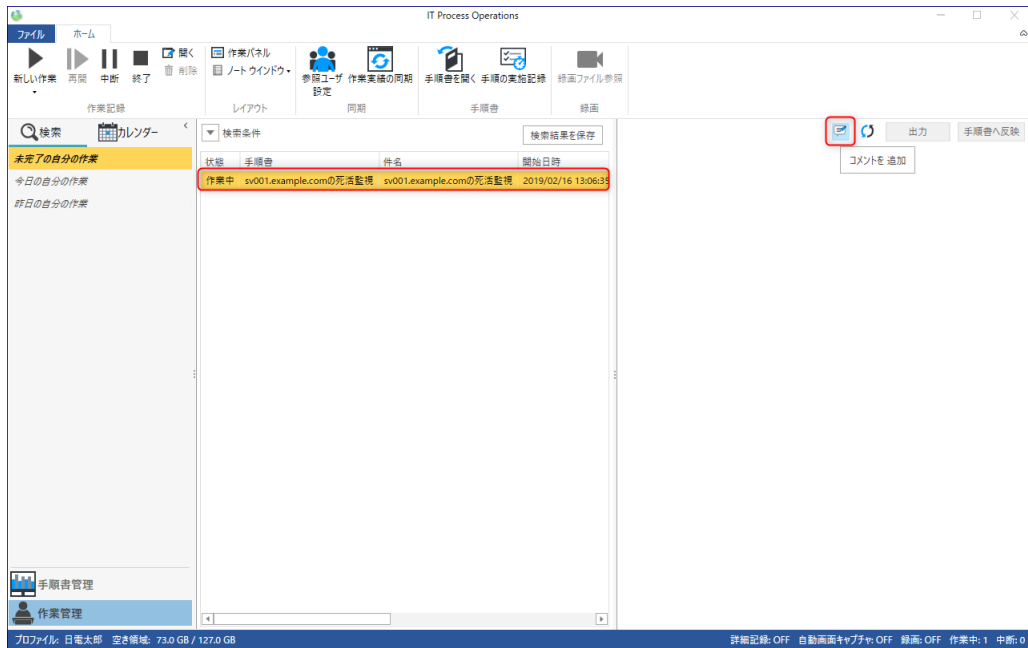 IT Process Operations
ファイル ホーム
新しい作業 再開 中断 終了 開く 削除
作業パネル
ノート ウインドウ
参照ユーザ設定 作業実績の同期 手順書を開く 手順の実施記録 録画ファイル参照
作業記録 レイアウト 同期 手順書 録画
検索 カレンダー
検索条件 検索結果を保存
出力 手順書へ反映
コメントを 追加
未完了の自分の作業
今日の自分の作業
昨日の自分の作業
状態 手順書 件名 開始日時
作業中 sv001.example.comの死活監視 sv001.example.comの死活監視 2019/02/16 13:06:35
手順書管理
作業管理
プロファイル: 日電太郎 空き領域: 73.0 GB / 127.0 GB 詳細記録: OFF 自動画面キャプチャ: OFF 録画: OFF 作業中: 1 中断: 0